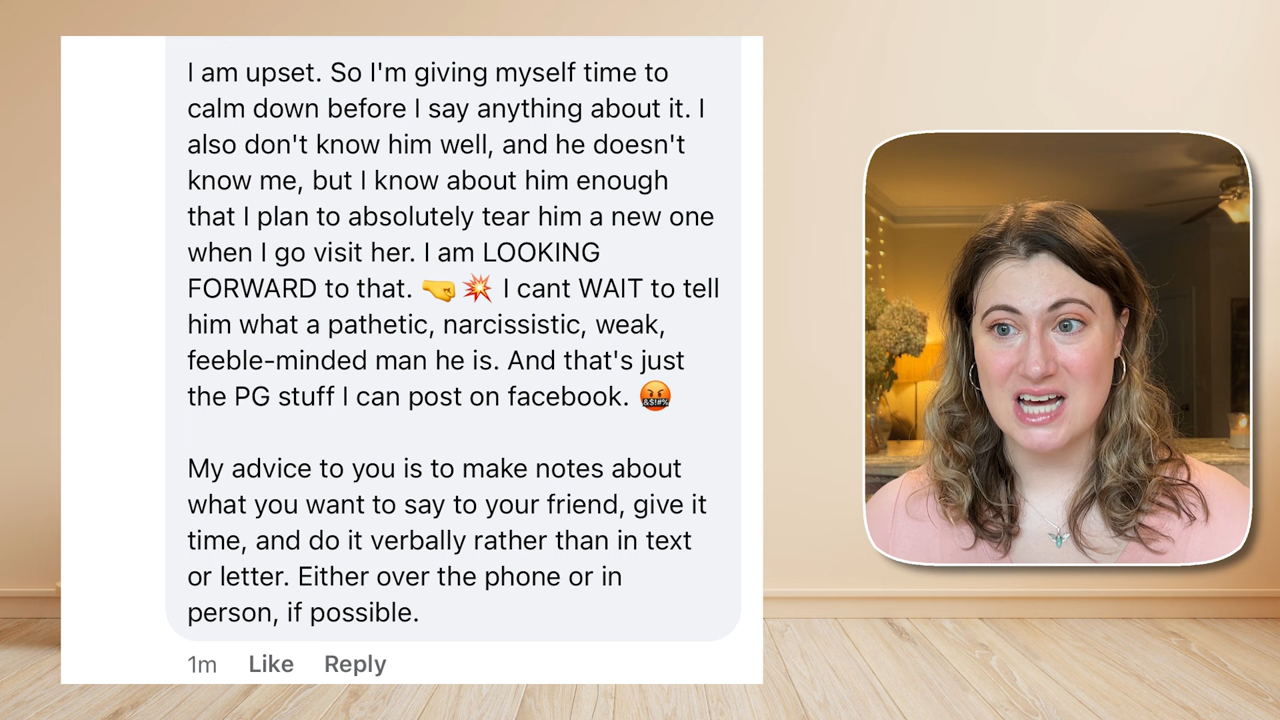 I am upset. So I'm giving myself time to
calm down before I say anything about it. I
also don't know him well, and he doesn't
know me, but I know about him enough
that I plan to absolutely tear him a new one
when I go visit her. I am LOOKING
FORWARD to that. 🤜💥 I cant WAIT to tell
him what a pathetic, narcissistic, weak,
feeble-minded man he is. And that's just
the PG stuff I can post on facebook. 🤬
My advice to you is to make notes about
what you want to say to your friend, give it
time, and do it verbally rather than in text
or letter. Either over the phone or in
person, if possible.
1m Like Reply